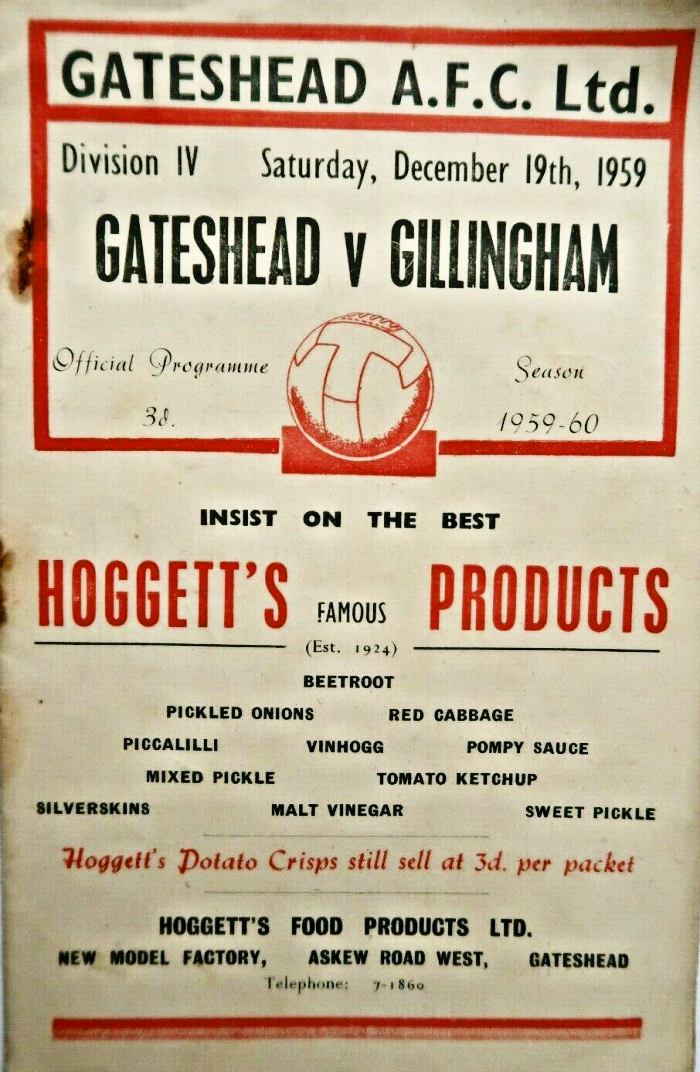 GATESHEAD A.F.C. Ltd.
Division IV Saturday, December 19th, 1959
GATESHEAD v GILLINGHAM
Official Programme Season
3d. 1959-60
INSIST ON THE BEST
HOGGETT'S FAMOUS PRODUCTS
(Est. 1924)
BEETROOT
PICKLED ONIONS RED CABBAGE
PICCALILLI VINHOGG POMPY SAUCE
MIXED PICKLE TOMATO KETCHUP
SILVERSKINS MALT VINEGAR SWEET PICKLE
Hoggett's Potato Crisps still sell at 3d. per packet
HOGGETT'S FOOD PRODUCTS LTD.
NEW MODEL FACTORY, ASKEW ROAD WEST, GATESHEAD
Telephone: 7-1860